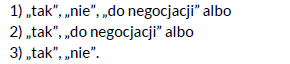 1) „tak”, „nie”, „do negocjacji” albo
2) „tak”, „do negocjacji” albo
3) „tak”, „nie”.